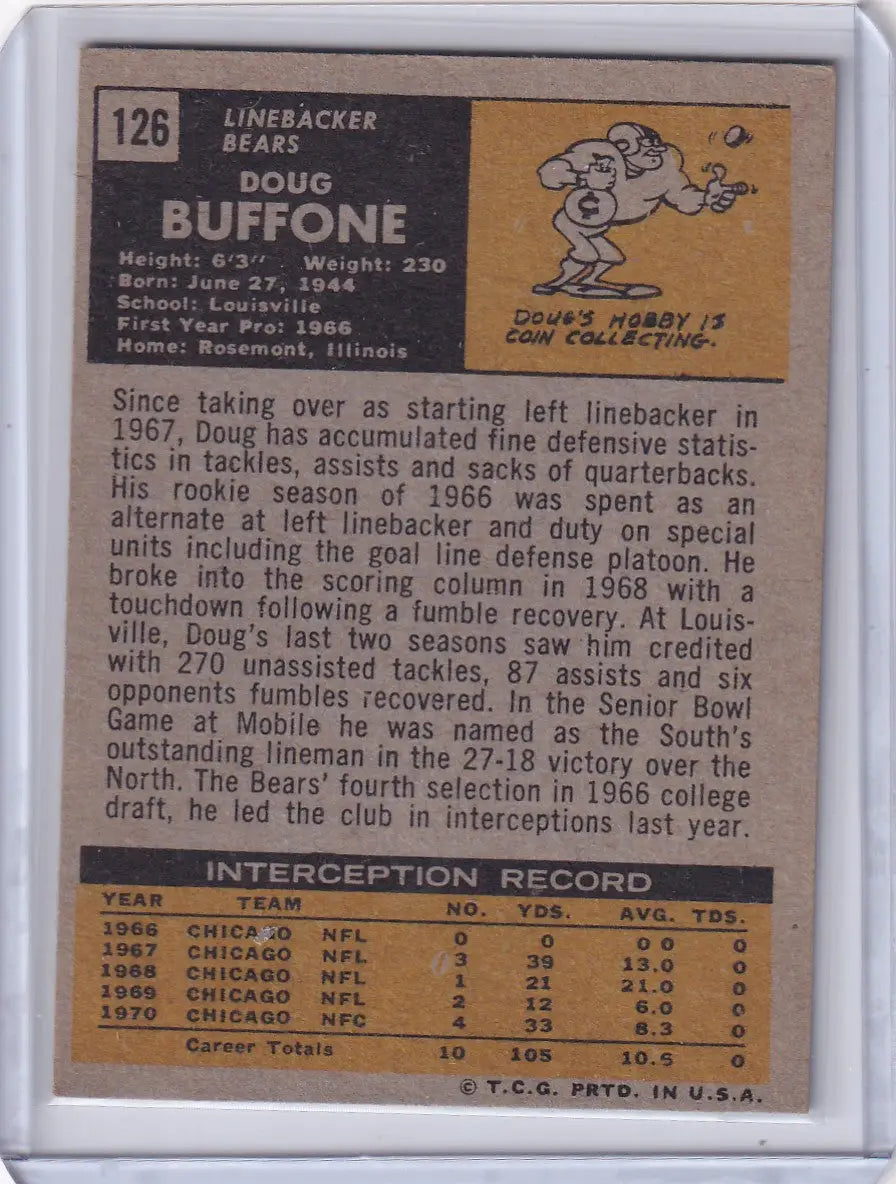 126
LINEBACKER
BEARS
DOUG
BUFFONE
Height: 6'3" Weight: 230
Born: June 27, 1944
School: Louisville
First Year Pro: 1966
Home: Rosemont, Illinois
¢
DOUG'S HOBBY IS
COIN COLLECTING.
Since taking over as starting left linebacker in
1967, Doug has accumulated fine defensive statis-
tics in tackles, assists and sacks of quarterbacks.
His rookie season of 1966 was spent as an
alternate at left linebacker and duty on special
units including the goal line defense platoon. He
broke into the scoring column in 1968 with a
touchdown following a fumble recovery. At Louis-
ville, Doug's last two seasons saw him credited
with 270 unassisted tackles, 87 assists and six
opponents fumbles recovered. In the Senior Bowl
Game at Mobile he was named as the South's
outstanding lineman in the 27-18 victory over the
North. The Bears' fourth selection in 1966 college
draft, he led the club in interceptions last year.
INTERCEPTION RECORD
YEAR TEAM NO. YDS. AVG. TDS.
1966 CHICAGO NFL 0 0 0 0 0
1967 CHICAGO NFL 3 39 13.0 0
1968 CHICAGO NFL 1 21 21.0 0
1969 CHICAGO NFL 2 12 6.0 0
1970 CHICAGO NFC 4 33 8.3 0
Career Totals 10 105 10.5 0
© T.C.G. PRTD. IN U.S.A.